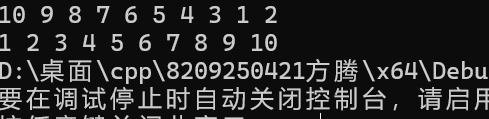 10 9 8 7 6 5 4 3 1 2
1 2 3 4 5 6 7 8 9 10
D:\桌面\cpp\8209250421方腾\x64\Debu
要在调试停止时自动关闭控制台，请启用